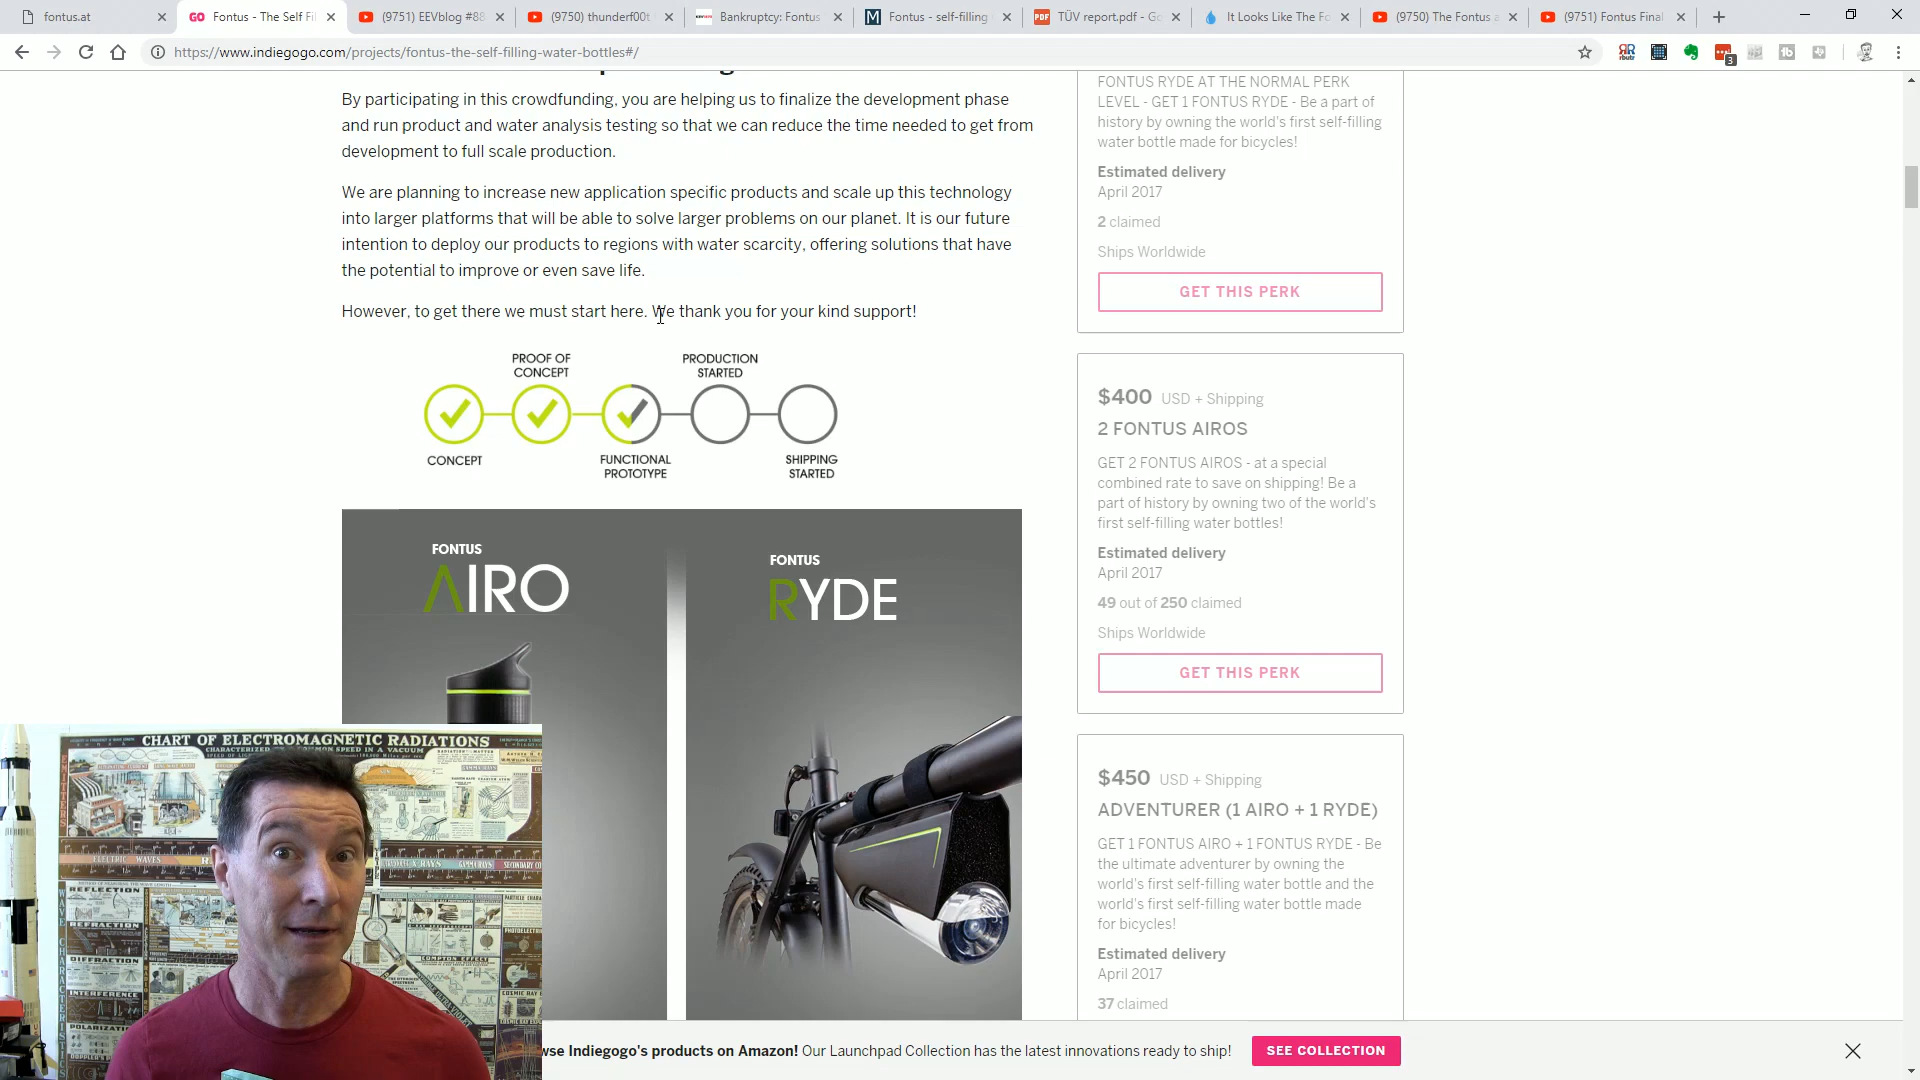 fontus.at
Fontus - The Self Fi
(9751) EEVblog #88
(9750) thunderf00t
Bankruptcy: Fontus
Fontus - self-filling
TÜV report.pdf - Go
It Looks Like The Fo
(9750) The Fontus a
(9751) Fontus Final
https://www.indiegogo.com/projects/fontus-the-self-filling-water-bottles#/
By participating in this crowdfunding, you are helping us to finalize the development phase
and run product and water analysis testing so that we can reduce the time needed to get from
development to full scale production.
We are planning to increase new application specific products and scale up this technology
into larger platforms that will be able to solve larger problems on our planet. It is our future
intention to deploy our products to regions with water scarcity, offering solutions that have
the potential to improve or even save life.
However, to get there we must start here. We thank you for your kind support!
PROOF OF
CONCEPT
PRODUCTION
STARTED
CONCEPT
FUNCTIONAL
PROTOTYPE
SHIPPING
STARTED
FONTUS
AIRO
FONTUS
RYDE
FONTUS RYDE AT THE NORMAL PERK
LEVEL - GET 1 FONTUS RYDE - Be a part of
history by owning the world's first self-filling
water bottle made for bicycles!
Estimated delivery
April 2017
2 claimed
Ships Worldwide
GET THIS PERK
$400 USD + Shipping
2 FONTUS AIROS
GET 2 FONTUS AIROS - at a special
combined rate to save on shipping! Be a
part of history by owning two of the world's
first self-filling water bottles!
Estimated delivery
April 2017
49 out of 250 claimed
Ships Worldwide
GET THIS PERK
$450 USD + Shipping
ADVENTURER (1 AIRO + 1 RYDE)
GET 1 FONTUS AIRO + 1 FONTUS RYDE - Be
the ultimate adventurer by owning the
world's first self-filling water bottle and the
world's first self-filling water bottle made
for bicycles!
Estimated delivery
April 2017
37 claimed
CHART OF ELECTROMAGNETIC RADIATIONS
ELECTRIC WAVES
REFLECTION
REFRACTION
DIFFRACTION
INTERFERENCE
POLARIZATION
COMPTON EFFECT
wse Indiegogo's products on Amazon! Our Launchpad Collection has the latest innovations ready to ship!
SEE COLLECTION